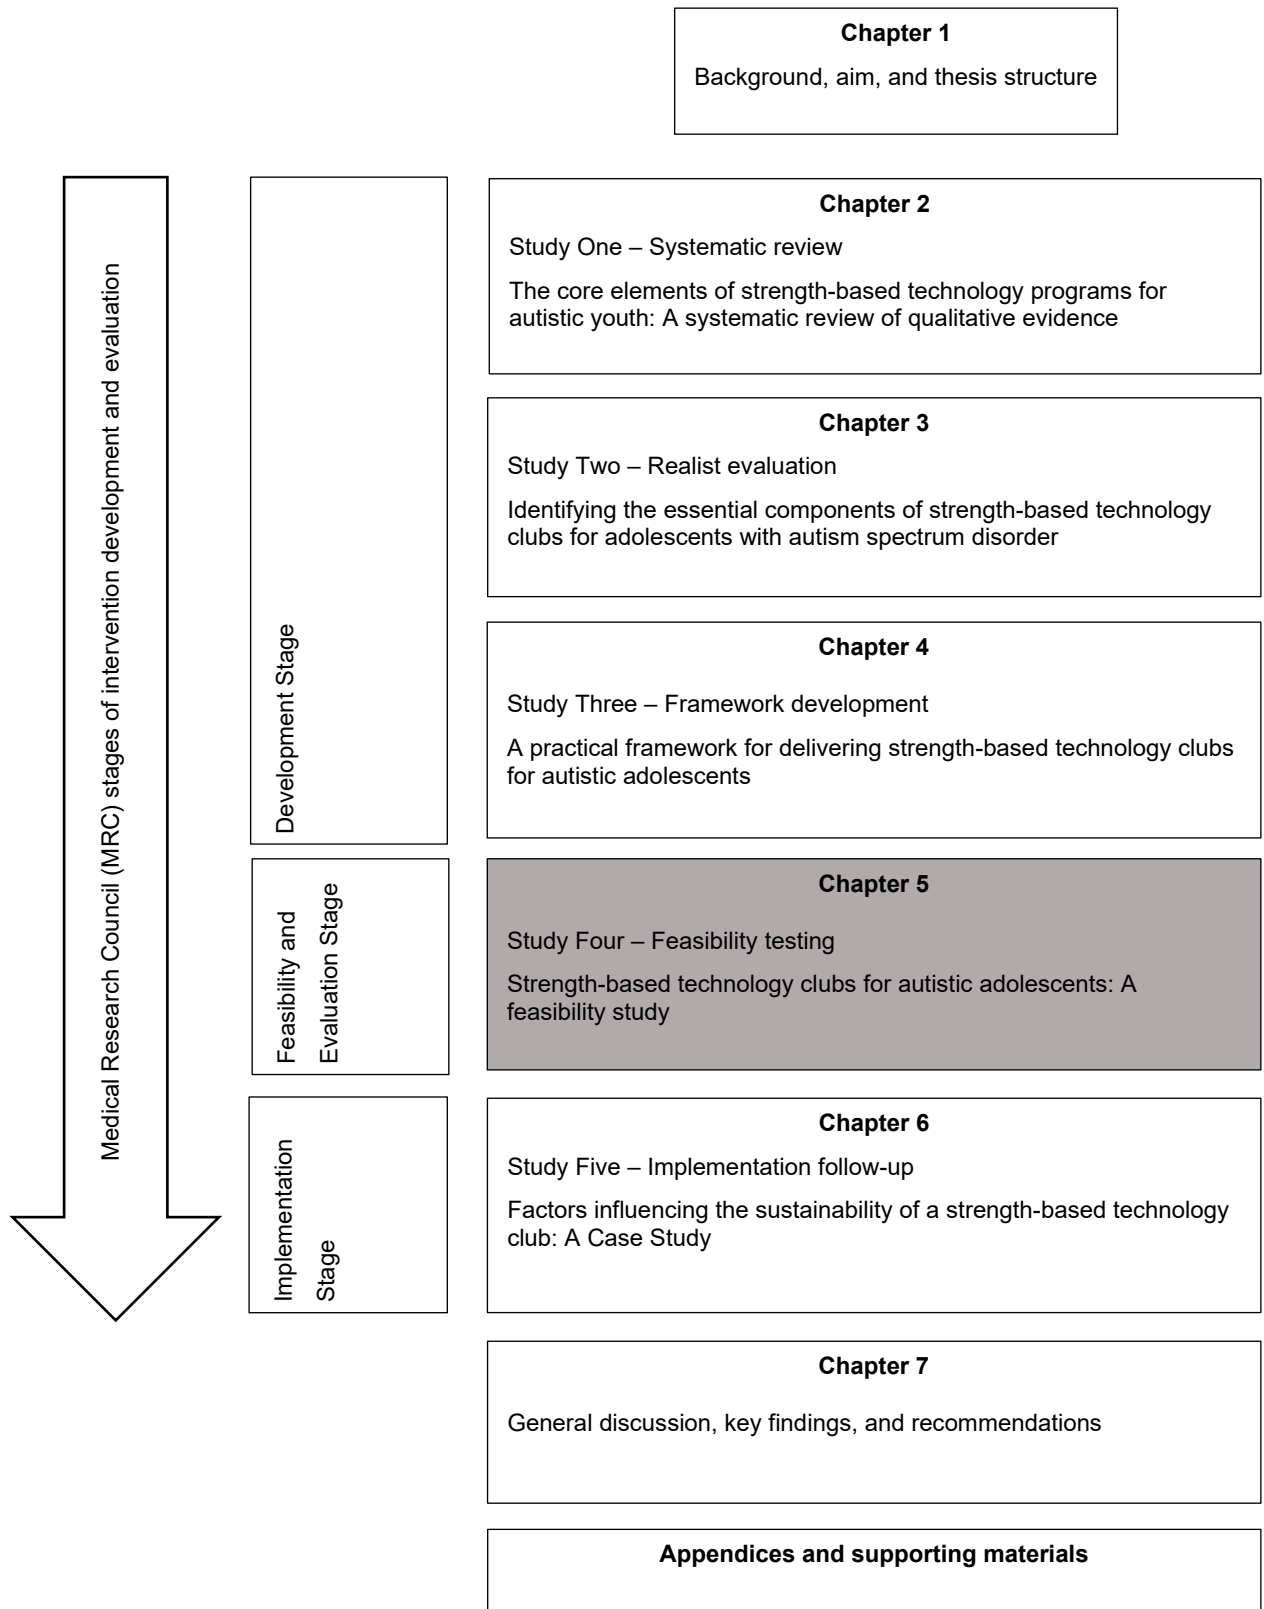 Chapter 1
Background, aim, and thesis structure
Medical Research Council (MRC) stages of intervention development and evaluation
Development Stage
Chapter 2
Study One – Systematic review
The core elements of strength-based technology programs for
autistic youth: A systematic review of qualitative evidence
Chapter 3
Study Two – Realist evaluation
Identifying the essential components of strength-based technology
clubs for adolescents with autism spectrum disorder
Chapter 4
Study Three – Framework development
A practical framework for delivering strength-based technology clubs
for autistic adolescents
Feasibility and
Evaluation Stage
Chapter 5
Study Four – Feasibility testing
Strength-based technology clubs for autistic adolescents: A
feasibility study
Implementation
Stage
Chapter 6
Study Five – Implementation follow-up
Factors influencing the sustainability of a strength-based technology
club: A Case Study
Chapter 7
General discussion, key findings, and recommendations
Appendices and supporting materials